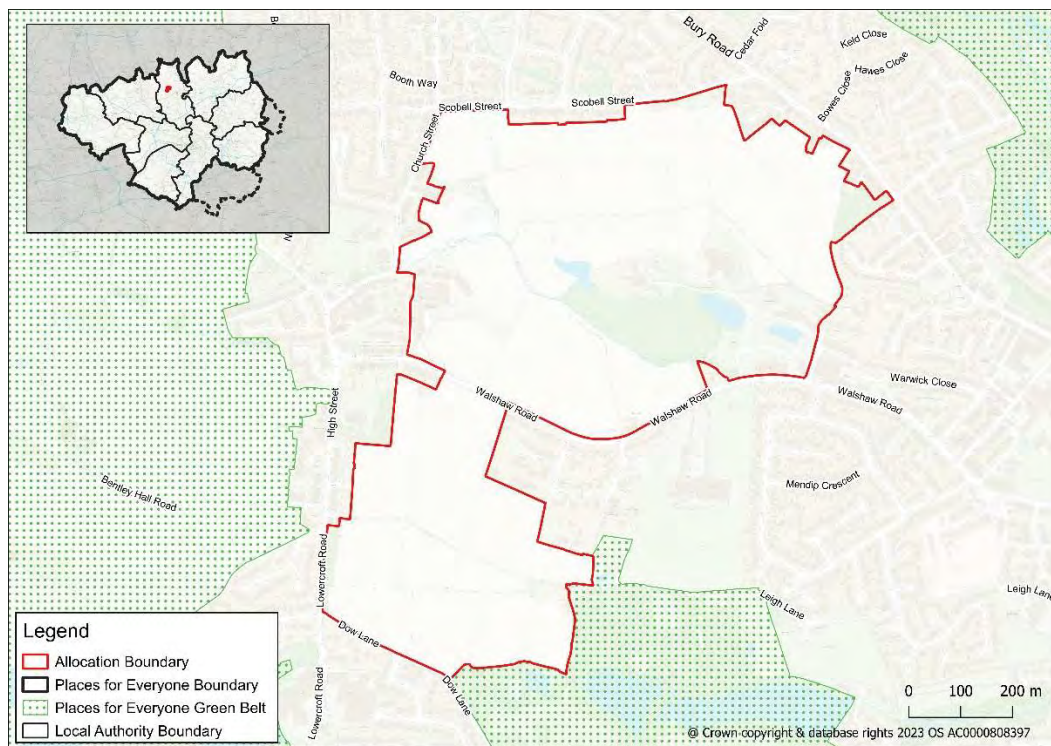 Bury Road
Cedar Fold
Keld Close
Hawes Close
Bowes Close
Booth Way
Scobell Street
Scobell Street
Church Street
Warwick Close
Walshaw Road
Walshaw Road
Walshaw Road
High Street
Mendip Crescent
Bentley Hall Road
Lowercroft Road
Leigh Lane
Leigh Lane
Dow Lane
Dow Lane
Lowercroft Road
Legend
Allocation Boundary
Places for Everyone Boundary
Places for Everyone Green Belt
Local Authority Boundary
0 100 200 m
@ Crown copyright & database rights 2023 OS AC0000808397